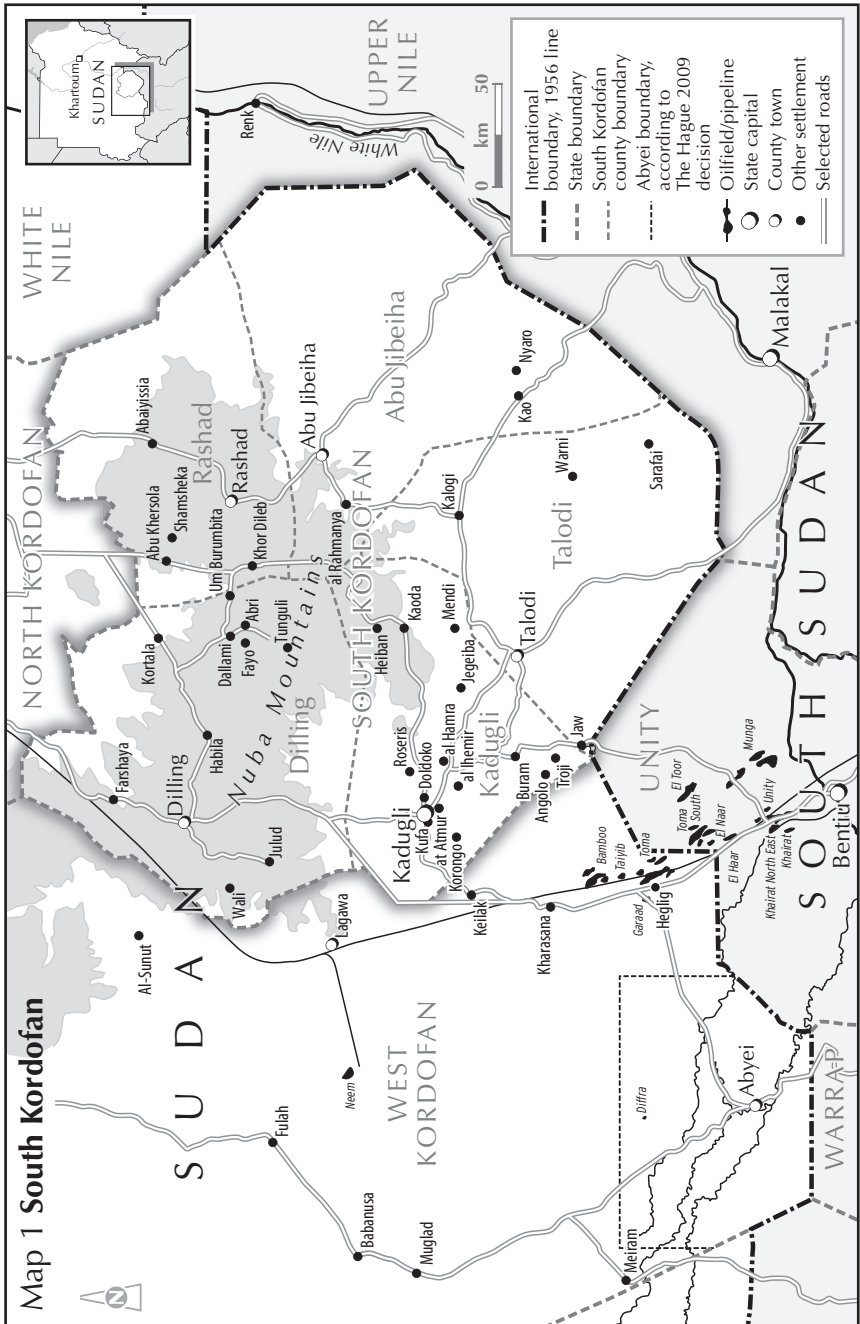 Map 1 South Kordofan
N
Khartoum
SUDAN
WHITE
NILE
UPPER
NILE
NORTH KORDOFAN
Renk
White Nile
0 km 50
International
boundary, 1956 line
State boundary
South Kordofan
county boundary
Abyei boundary,
according to
The Hague 2009
decision
Oilfield/pipeline
State capital
County town
Other settlement
Selected roads
SUDAN
Al-Sunut
Farshaya
Kortala
Abu Khersola
Shamsheka
Abaiyissia
Rashad
Rashad
Dilling
Habila
Wali
Julud
Dallami
Fayo
Abri
Tunguli
Um Burumbita
Khor Dileb
Nuba Mountains
Dilling
Abu Jibeiha
Abu Jibeiha
al Rahmanya
SOUTH KORDOFAN
Heiban
Kaoda
Mendi
Jegeiba
Kalogi
Kao
Nyaro
Warni
Sarafai
Talodi
Talodi
Lagawa
Neem
Fulah
Babanusa
Muglad
WEST
KORDOFAN
Roseris
Doldoko
Kadugli
Kufa
at Atmur
Korongo
al Hamra
al Ihemir
Kadugli
Keilak
Kharasana
Buram
Angolo
Troji
Jaw
Bamboo
Taiyib
Toma
Garaad
Heglig
UNITY
El Toor
Toma
South
El Naar
El Haar
Munga
Unity
Khairat North East
Khairat
Bentiu
SOUTH SUDAN
Malakal
Diffra
Abyei
Meiram
WARRAP